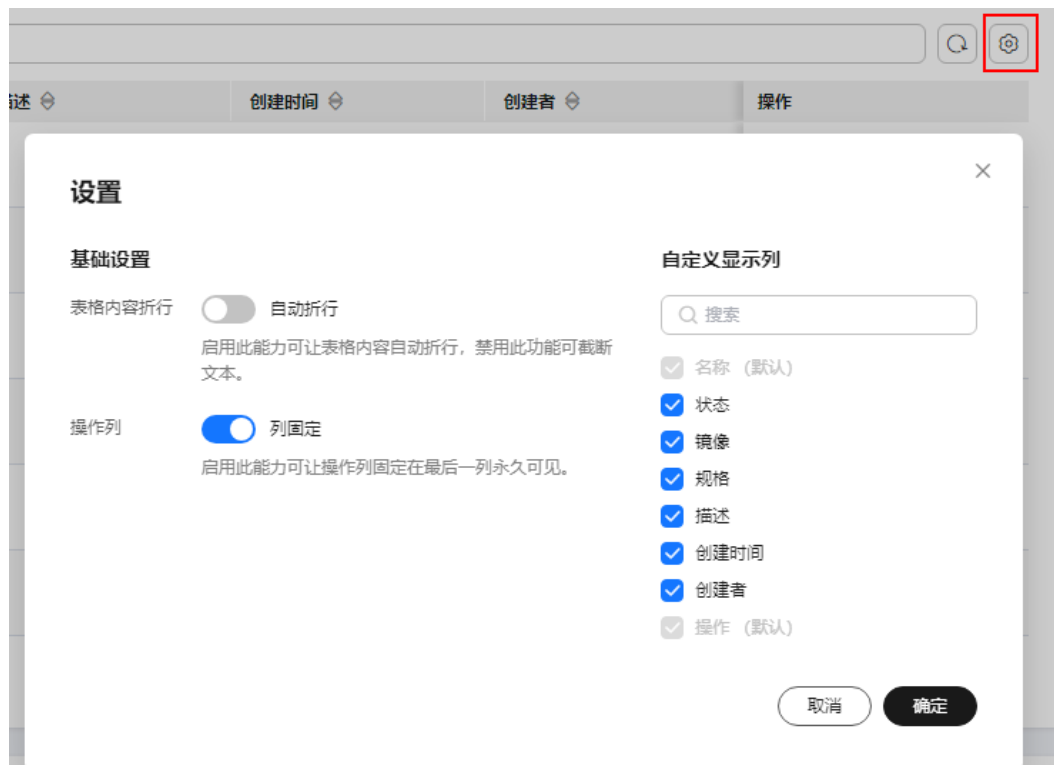 述
创建时间
创建者
操作
设置
基础设置
表格内容折行
自动折行
启用此能力可让表格内容自动折行，禁用此功能可截断
文本。
操作列
列固定
启用此能力可让操作列固定在最后一列永久可见。
自定义显示列
搜索
名称 (默认)
状态
镜像
规格
描述
创建时间
创建者
操作 (默认)
取消
确定